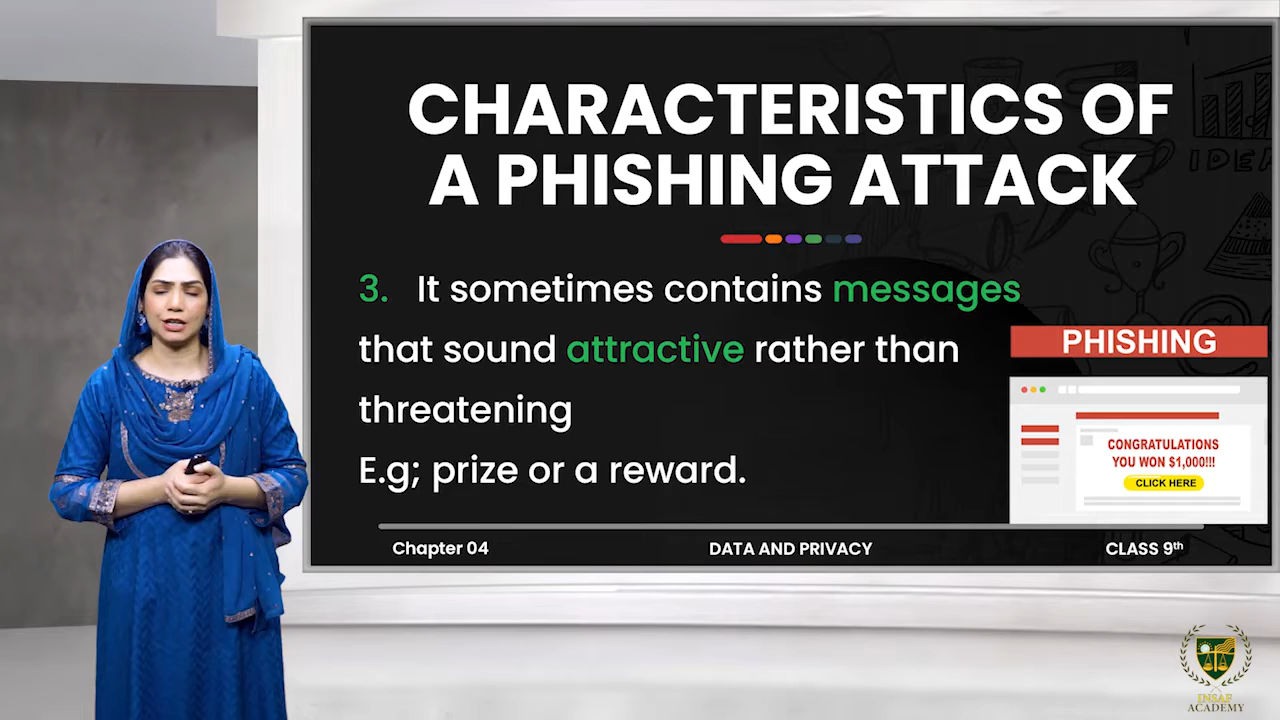 CHARACTERISTICS OF
A PHISHING ATTACK
3. It sometimes contains messages
that sound attractive rather than
threatening
E.g; prize or a reward.
PHISHING
CONGRATULATIONS
YOU WON $1,000!!!
CLICK HERE
Chapter 04
DATA AND PRIVACY
CLASS 9th
IDEA
INSAF
ACADEMY